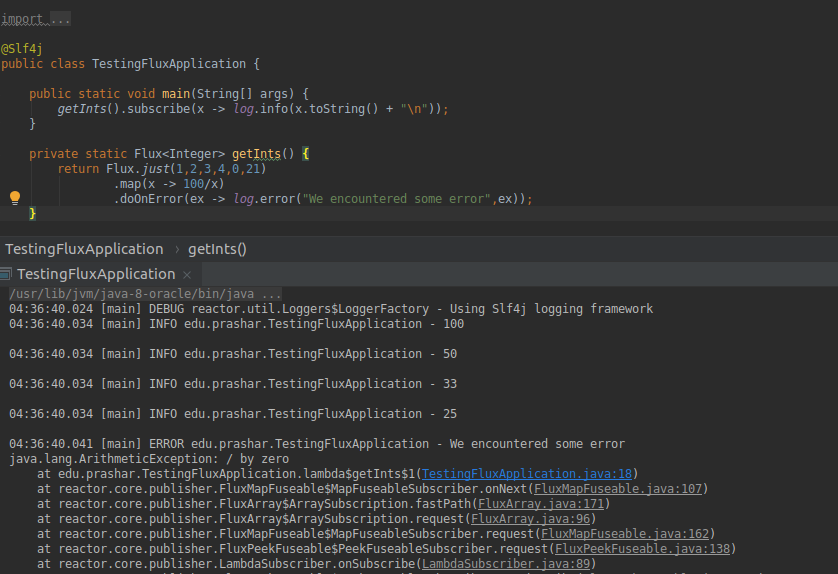 import ...
@Slf4j
public class TestingFluxApplication {
public static void main(String[] args) {
getInts().subscribe(x -> log.info(x.toString() + "\n"));
}
private static Flux<Integer> getInts() {
return Flux.just(1,2,3,4,0,21)
.map(x -> 100/x)
.doOnError(ex -> log.error("We encountered some error",ex));
}
TestingFluxApplication › getInts()
TestingFluxApplication ×
/usr/lib/jvm/java-8-oracle/bin/java ...
04:36:40.024 [main] DEBUG reactor.util.Loggers$LoggerFactory - Using Slf4j logging framework
04:36:40.034 [main] INFO edu.prashar.TestingFluxApplication - 100
04:36:40.034 [main] INFO edu.prashar.TestingFluxApplication - 50
04:36:40.034 [main] INFO edu.prashar.TestingFluxApplication - 33
04:36:40.034 [main] INFO edu.prashar.TestingFluxApplication - 25
04:36:40.041 [main] ERROR edu.prashar.TestingFluxApplication - We encountered some error
java.lang.ArithmeticException: / by zero
at edu.prashar.TestingFluxApplication.lambda$getInts$1(TestingFluxApplication.java:18)
at reactor.core.publisher.FluxMapFuseable$MapFuseableSubscriber.onNext(FluxMapFuseable.java:107)
at reactor.core.publisher.FluxArray$ArraySubscription.fastPath(FluxArray.java:171)
at reactor.core.publisher.FluxArray$ArraySubscription.request(FluxArray.java:96)
at reactor.core.publisher.FluxMapFuseable$MapFuseableSubscriber.request(FluxMapFuseable.java:162)
at reactor.core.publisher.FluxPeekFuseable$PeekFuseableSubscriber.request(FluxPeekFuseable.java:138)
at reactor.core.publisher.LambdaSubscriber.onSubscribe(LambdaSubscriber.java:89)